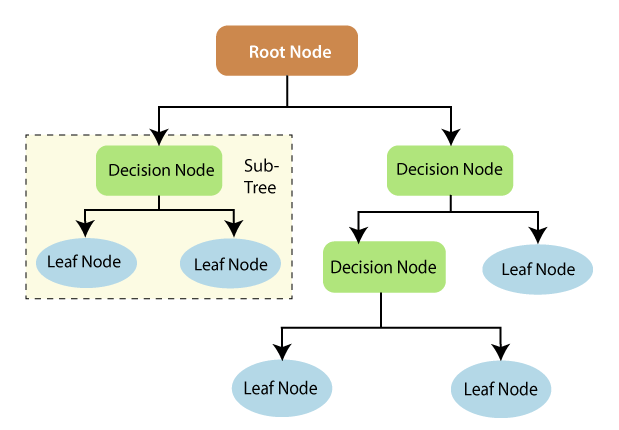 Root Node
Decision Node
Sub-
Tree
Decision Node
Leaf Node
Leaf Node
Decision Node
Leaf Node
Leaf Node
Leaf Node